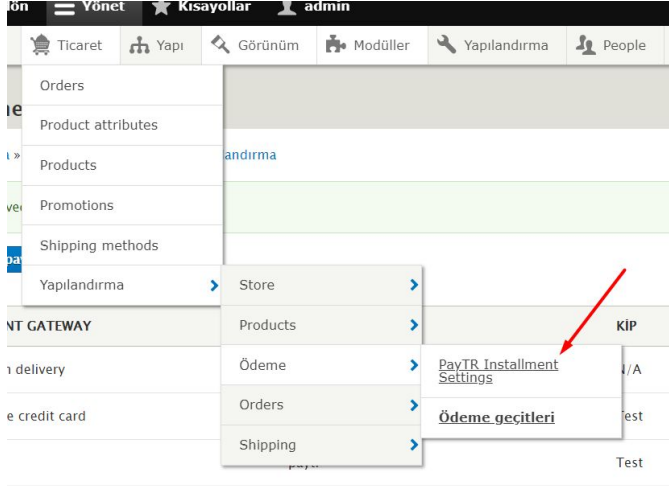 Yönet Kısayollar admin
Ticaret Yapı Görünüm Modüller Yapılandırma People
Orders
Product attributes
Products
Promotions
Shipping methods
Yapılandırma
Store
Products
Ödeme
Orders
Shipping
PayTR Installment
Settings
Ödeme geçitleri
andırma
GATEWAY
KİP
delivery
N/A
credit card
Test
Test